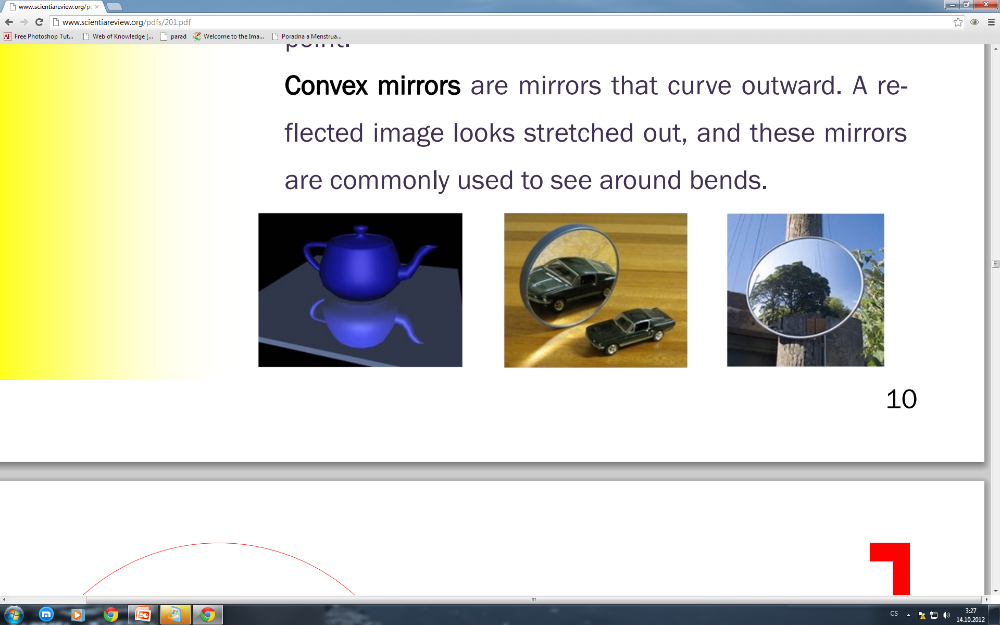 www.scientiareview.org/p
www.scientiareview.org/pdfs/201.pdf
Free Photoshop Tut...
Web of Knowledge [...
parad
Welcome to the Ima...
Poradna a Menstrua...
point.
Convex mirrors are mirrors that curve outward. A re-
flected image looks stretched out, and these mirrors
are commonly used to see around bends.
10
CS
3:27
14.10.2012